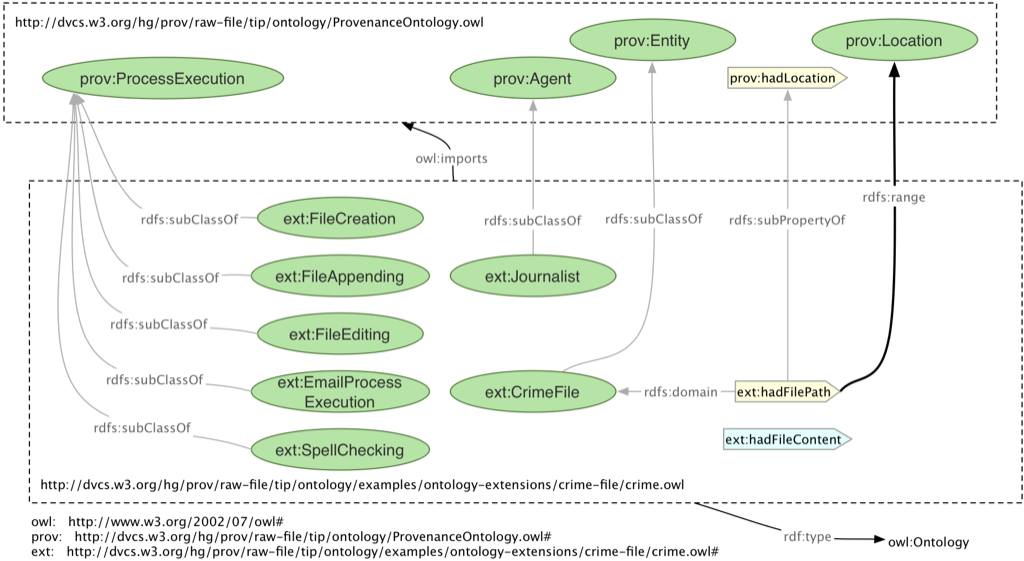 http://dvcs.w3.org/hg/prov/raw-file/tip/ontology/ProvenanceOntology.owl
prov:Entity
prov:Location
prov:ProcessExecution
prov:Agent
prov:hadLocation
owl:imports
rdfs:range
ext:FileCreation
rdfs:subClassOf
rdfs:subClassOf
rdfs:subClassOf
rdfs:subPropertyOf
ext:FileAppending
rdfs:subClassOf
ext:Journalist
rdfs:subClassOf
ext:FileEditing
rdfs:subClassOf
ext:EmailProcess
Execution
ext:CrimeFile
rdfs:domain
ext:hadFilePath
rdfs:subClassOf
ext:SpellChecking
ext:hadFileContent
http://dvcs.w3.org/hg/prov/raw-file/tip/ontology/examples/ontology-extensions/crime-file/crime.owl
owl: http://www.w3.org/2002/07/owl#
prov: http://dvcs.w3.org/hg/prov/raw-file/tip/ontology/ProvenanceOntology.owl#
ext: http://dvcs.w3.org/hg/prov/raw-file/tip/ontology/examples/ontology-extensions/crime-file/crime.owl#
rdf:type
owl:Ontology